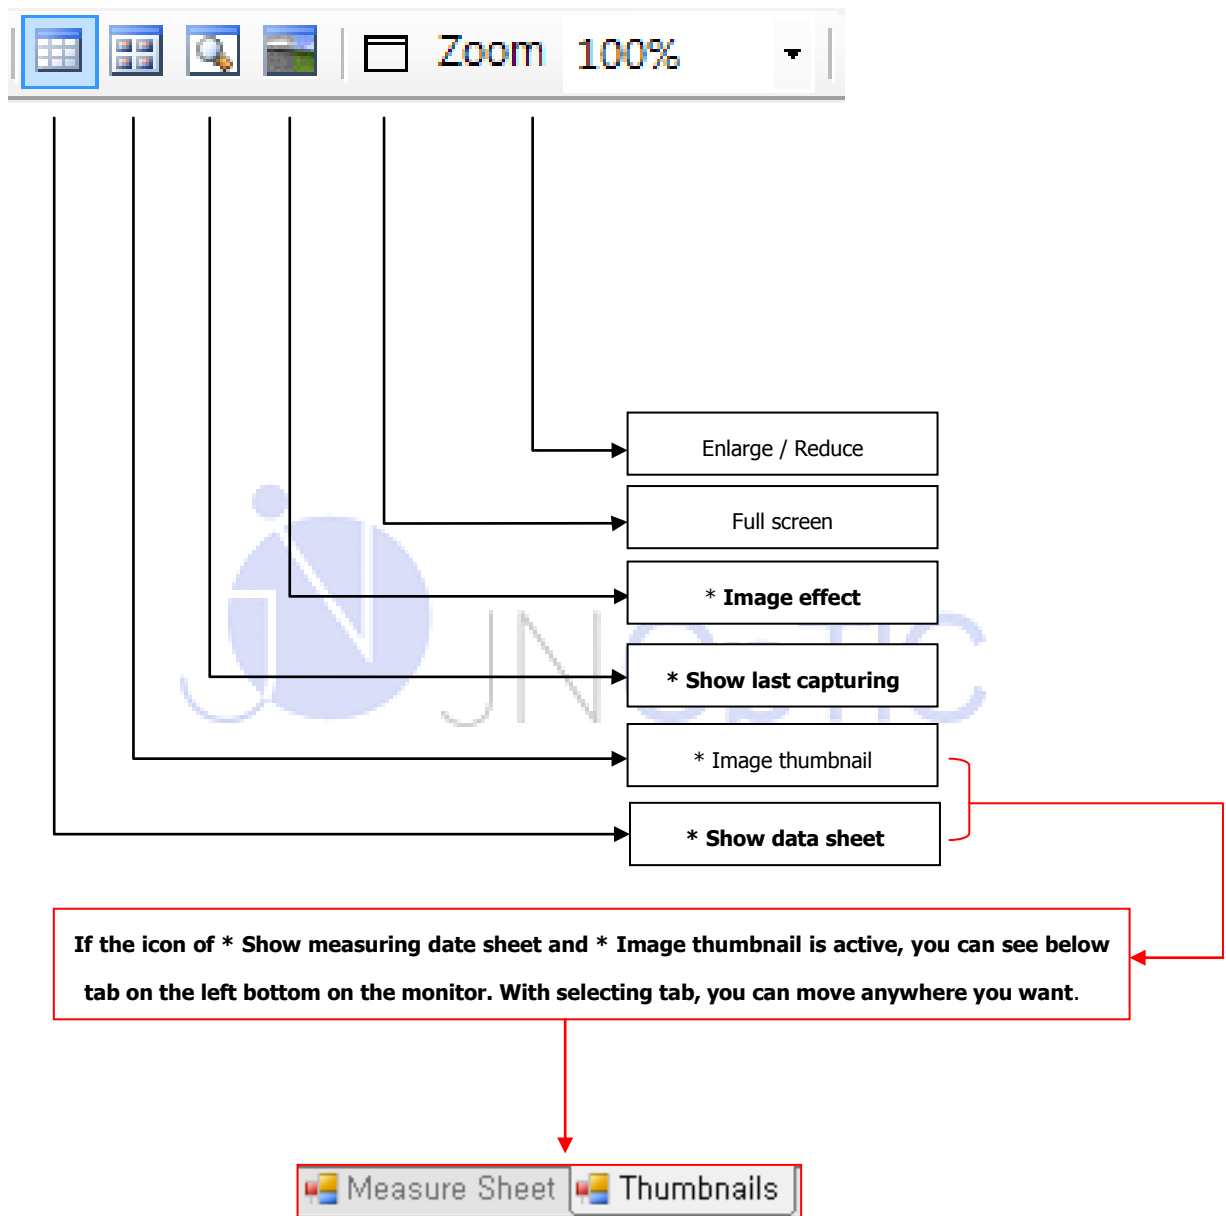 Zoom 100%
Enlarge / Reduce
Full screen
* Image effect
JN OpTIC
* Show last capturing
* Image thumbnail
* Show data sheet
If the icon of * Show measuring date sheet and * Image thumbnail is active, you can see below
tab on the left bottom on the monitor. With selecting tab, you can move anywhere you want.
Measure Sheet Thumbnails